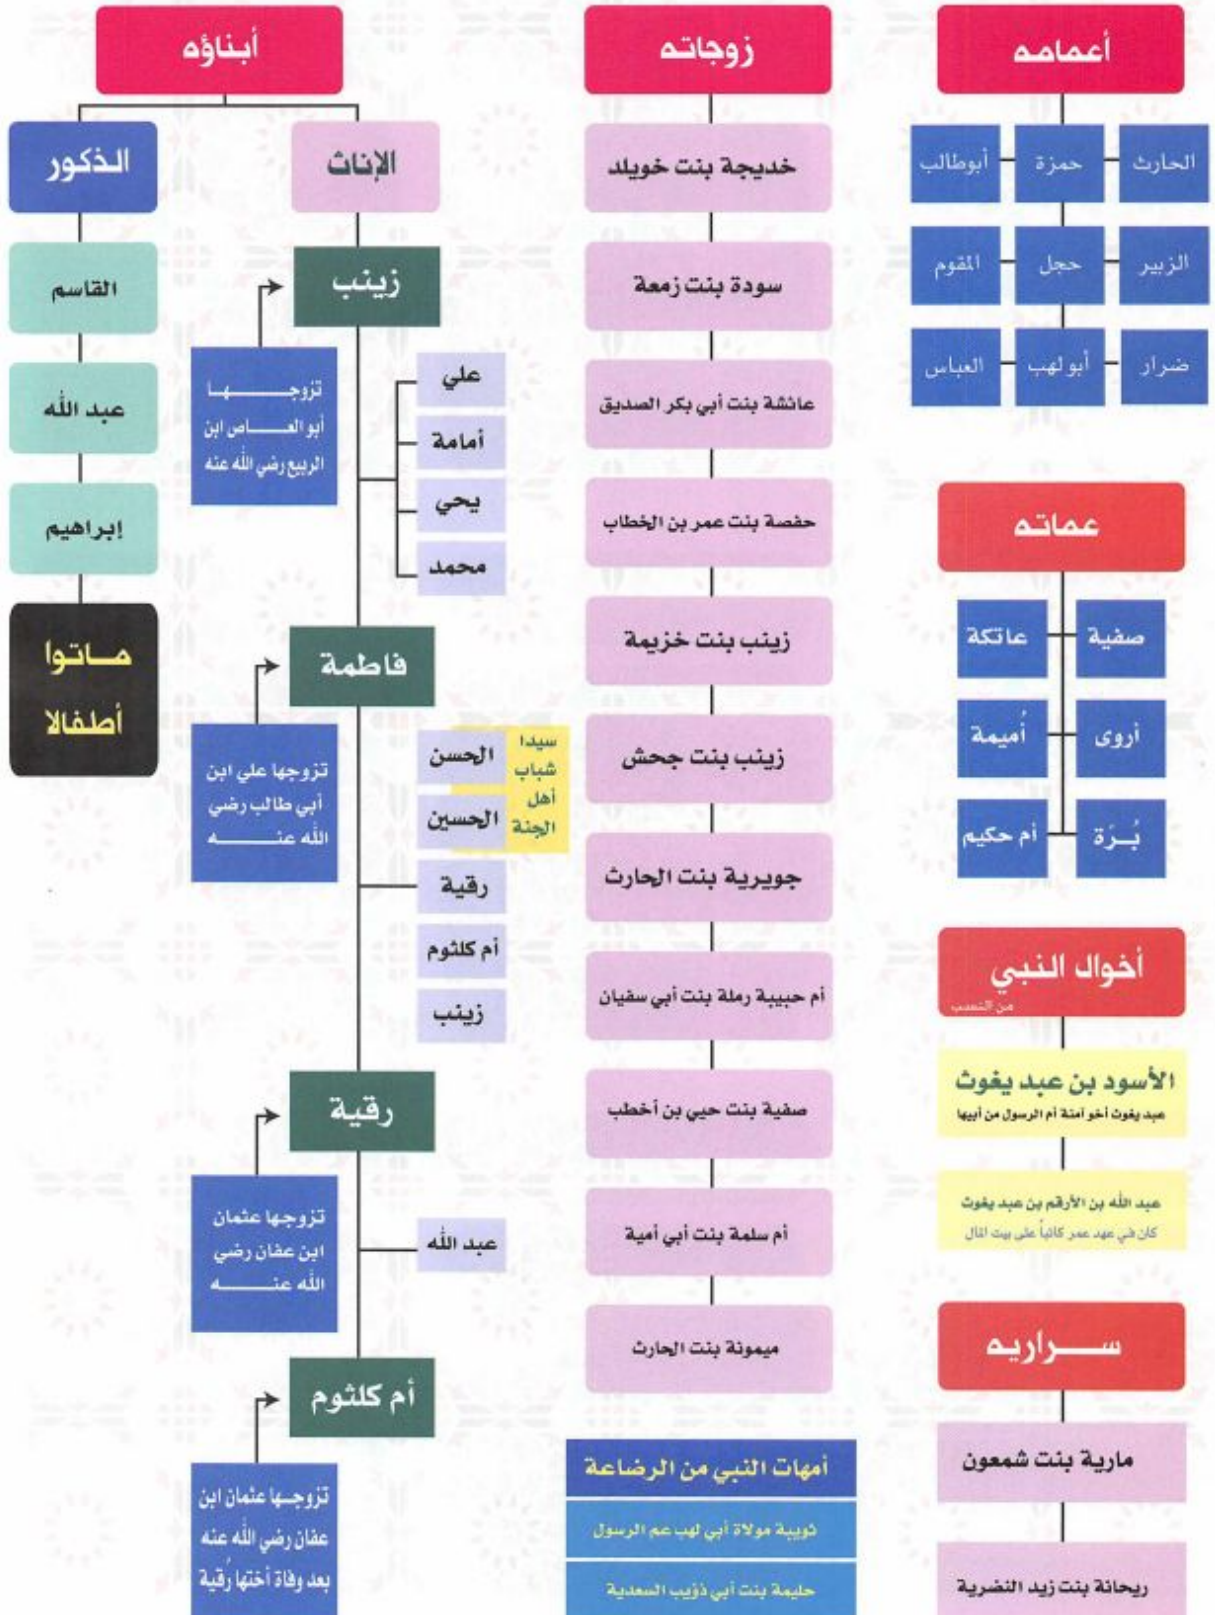 أعمامه
الحارث
حمزة
أبوطالب
الزبير
حجل
المقوم
ضرار
أبو لهب
العباس
عماته
صفية
عاتكة
أروى
أميمة
بُرّة
أم حكيم
أخوال النبي
من النسب
الأسود بن عبد يغوث
عبد يغوث أخو آمنة أم الرسول من أبيها
عبد الله بن الأرقم بن عبد يغوث
كان في عهد عمر كاتباً على بيت المال
سراريه
مارية بنت شمعون
ريحانة بنت زيد النضرية
زوجاته
خديجة بنت خويلد
سودة بنت زمعة
عائشة بنت أبي بكر الصديق
حفصة بنت عمر بن الخطاب
زينب بنت خزيمة
زينب بنت جحش
جويرية بنت الحارث
أم حبيبة رملة بنت أبي سفيان
صفية بنت حيي بن أخطب
أم سلمة بنت أبي أمية
ميمونة بنت الحارث
أمهات النبي من الرضاعة
ثويبة مولاة أبي لهب عم الرسول
حليمة بنت أبي ذؤيب السعدية
أبناؤه
الإناث
زينب
تزوجها
أبو العاص ابن
الربيع رضي الله عنه
علي
أمامة
يحي
محمد
فاطمة
تزوجها علي ابن
أبي طالب رضي
الله عنه
سيدا
شباب
أهل
الجنة
الحسن
الحسين
رقية
أم كلثوم
زينب
رقية
تزوجها عثمان
ابن عفان رضي
الله عنه
عبد الله
أم كلثوم
تزوجها عثمان ابن
عفان رضي الله عنه
بعد وفاة أختها رُقية
الذكور
القاسم
عبد الله
إبراهيم
ماتوا
أطفالا